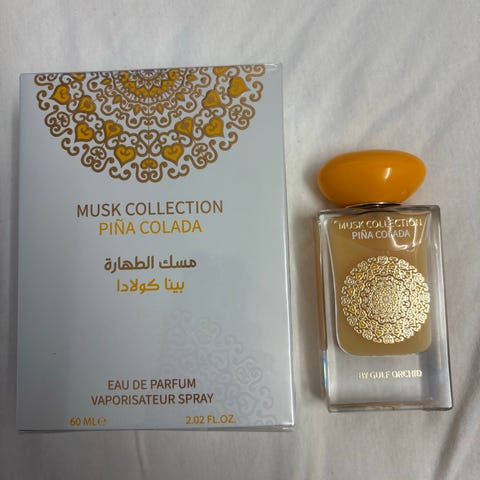 MUSK COLLECTION
PIÑA COLADA
مسك الطهارة
بينا كولادا
EAU DE PARFUM
VAPORISATEUR SPRAY
60 ML℮ 2.02 FL.OZ.
MUSK COLLECTION
PIÑA COLADA
BY GULF ORCHID